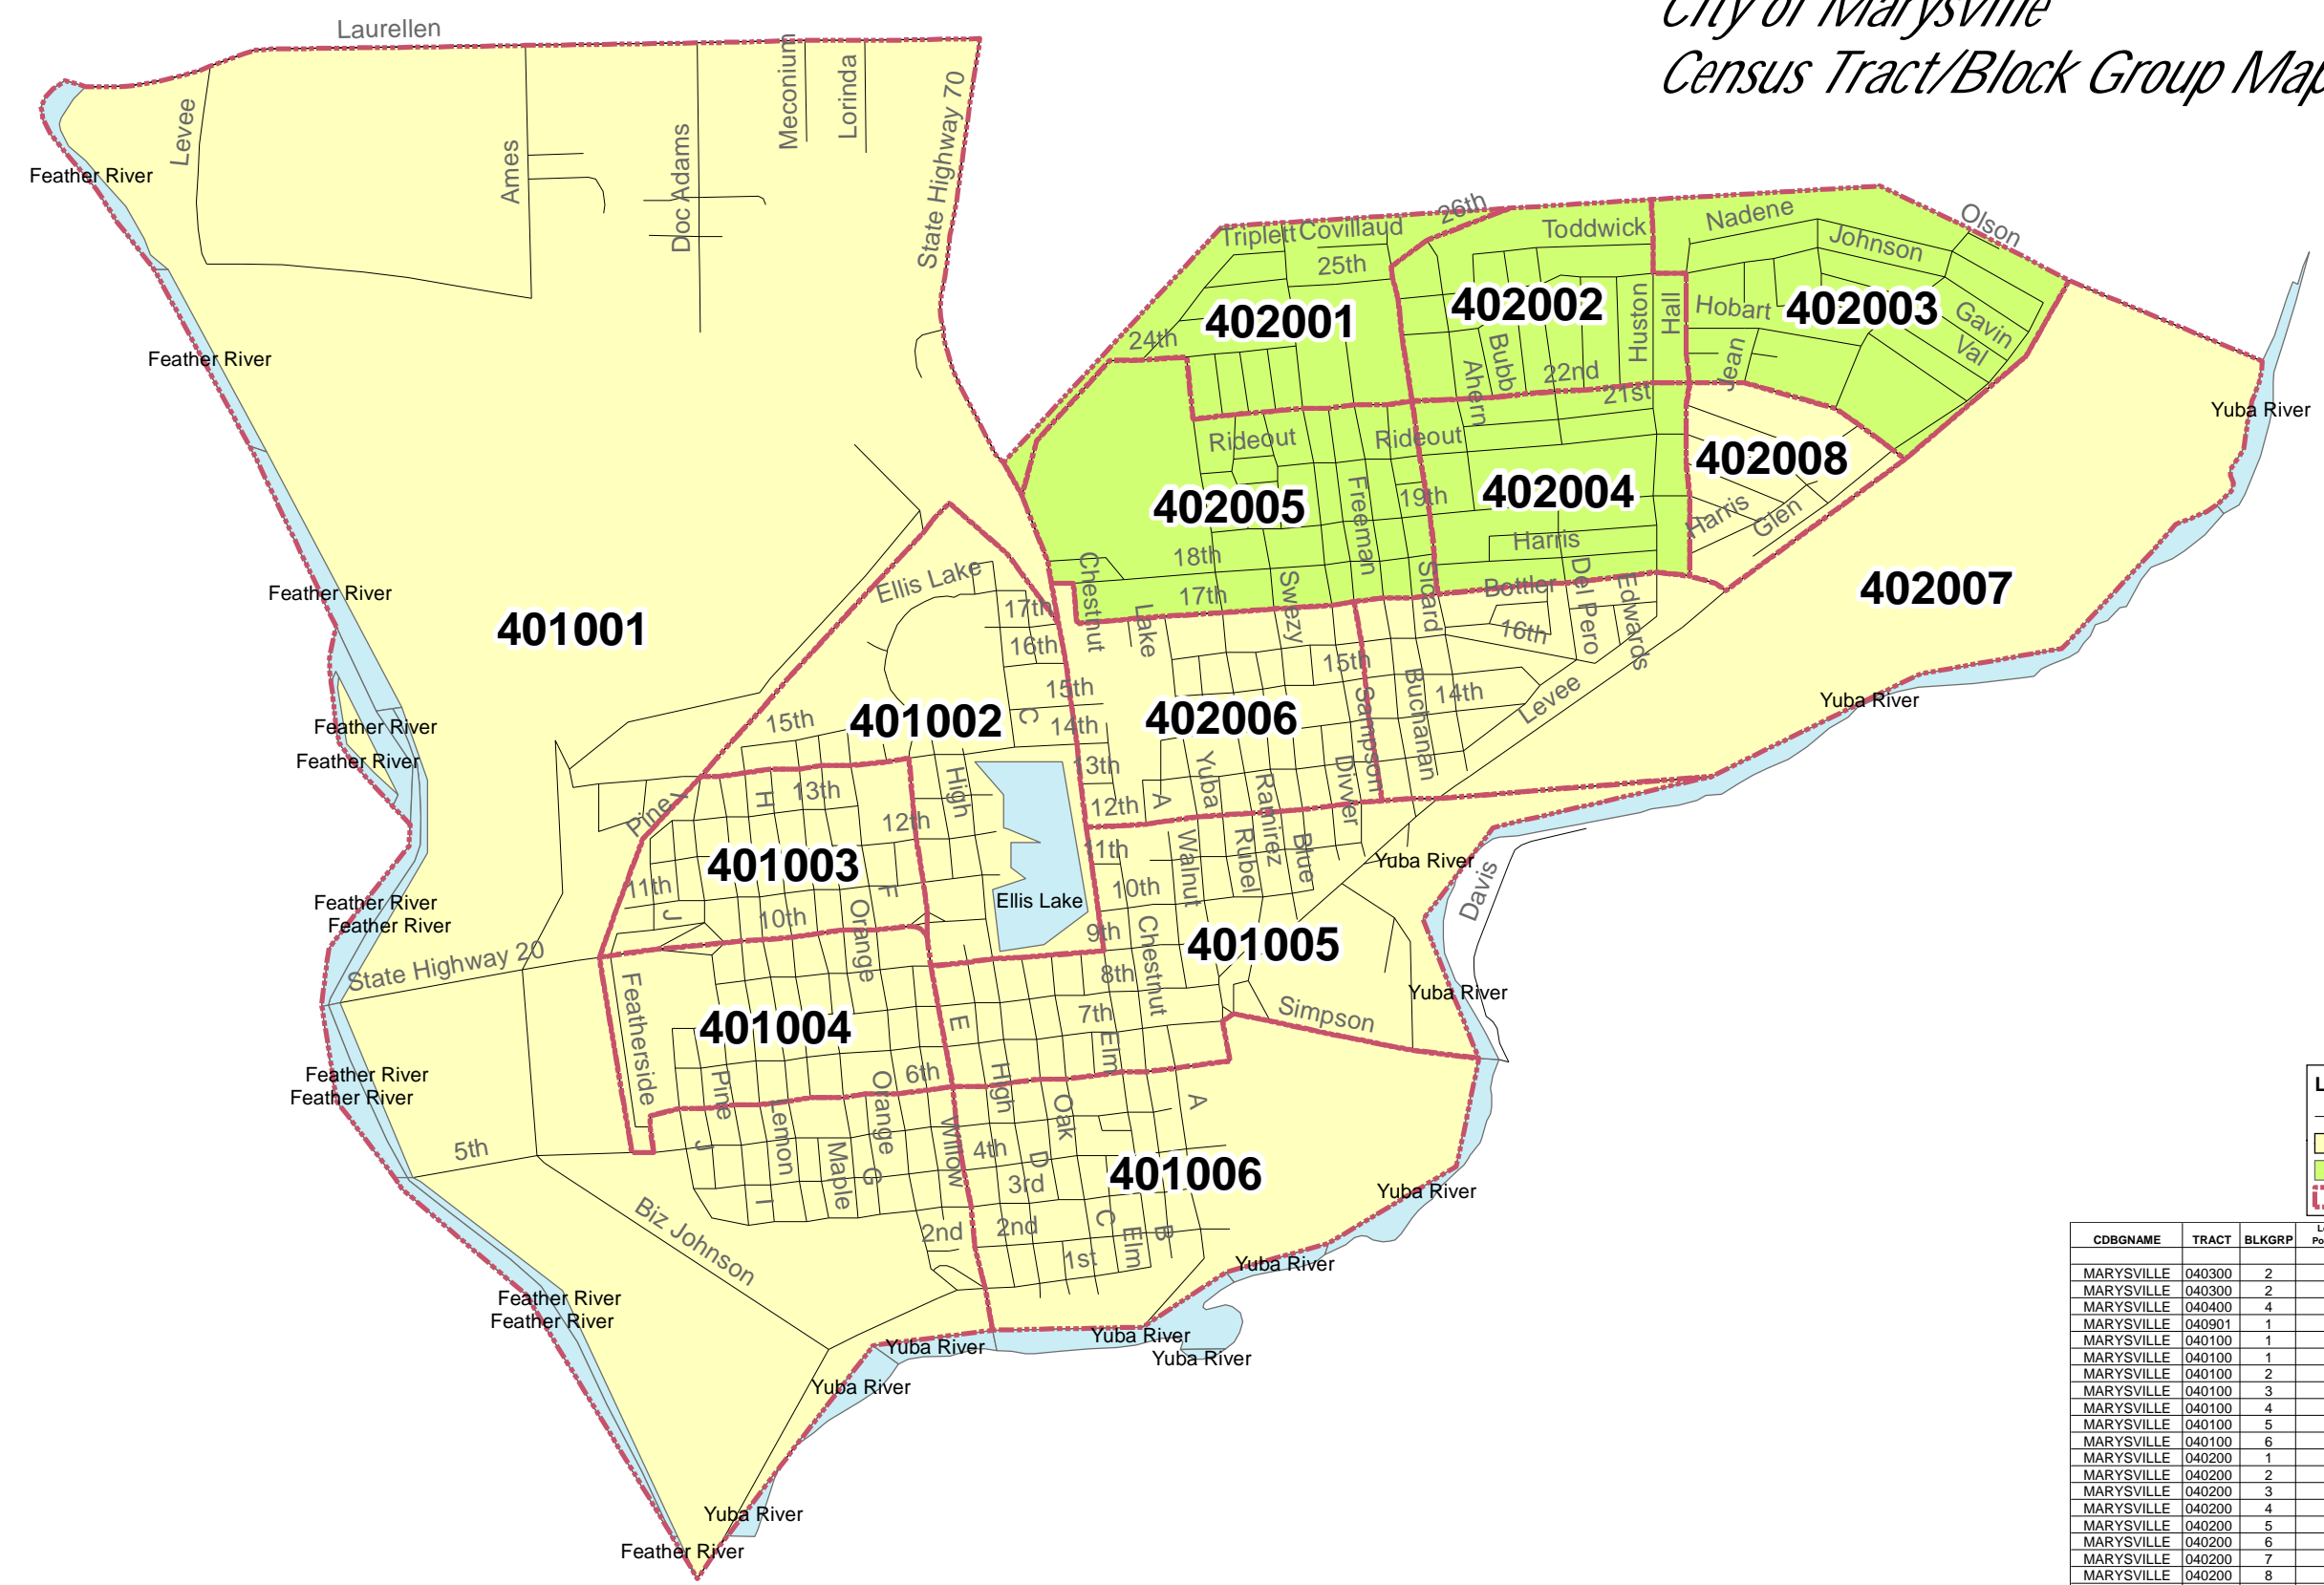 City of Marysville
Census Tract/Block Group Map
Laurellen
Levee
Ames
Doc Adams
Meconium
Lorinda
State Highway 70
Feather River
Feather River
Feather River
Feather River
Feather River
Feather River
Feather River
Feather River
Feather River
Feather River
Feather River
Feather River
401001
Triplett
Covillaud
26th
Toddwick
Nadene
Johnson
Olson
25th
24th
402001
402002
402003
Hobart
Huston
Hall
Gavin
Val
Jean
Bubb
Ahern
22nd
21st
Yuba River
Rideout
Rideout
402008
402005
402004
Freeman
19th
Harris
Glen
Harris
18th
17th
Chestnut
Lake
Swezy
Sicard
Bottler
Del Pero
Edwards
402007
Ellis Lake
17th
16th
15th
C
14th
13th
12th
15th
401002
402006
15th
16th
14th
Sampson
Buchanan
Levee
Yuba River
High
A
Yuba
Ramirez
Divver
Piney
H
13th
12th
401003
11th
J
F
10th
Orange
Ellis Lake
11th
10th
9th
Walnut
Rubel
Blue
Yuba River
Davis
401005
Chestnut
8th
7th
Elm
Simpson
Yuba River
State Highway 20
Featherside
401004
E
6th
High
Pine
Lemon
Orange
Willow
Oak
A
5th
J
I
Maple
G
4th
D
3rd
401006
Yuba River
Biz Johnson
2nd
2nd
C
Elm
B
1st
Yuba River
Yuba River
Yuba River
Yuba River
Yuba River
Yuba River
L
CDBGNAME TRACT BLKGRP
MARYSVILLE 040300 2
MARYSVILLE 040300 2
MARYSVILLE 040400 4
MARYSVILLE 040901 1
MARYSVILLE 040100 1
MARYSVILLE 040100 1
MARYSVILLE 040100 2
MARYSVILLE 040100 3
MARYSVILLE 040100 4
MARYSVILLE 040100 5
MARYSVILLE 040100 6
MARYSVILLE 040200 1
MARYSVILLE 040200 2
MARYSVILLE 040200 3
MARYSVILLE 040200 4
MARYSVILLE 040200 5
MARYSVILLE 040200 6
MARYSVILLE 040200 7
MARYSVILLE 040200 8